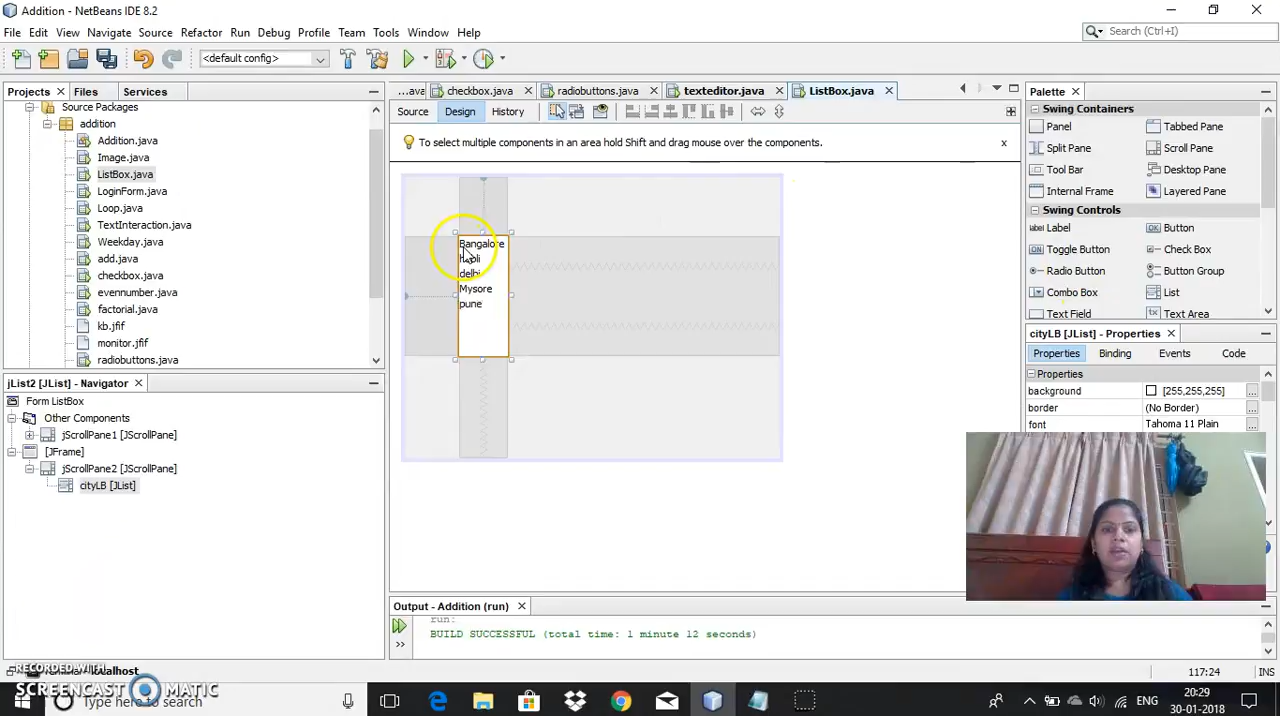 Addition - NetBeans IDE 8.2
File Edit View Navigate Source Refactor Run Debug Profile Team Tools Window Help
Search (Ctrl+I)
<default config>
Projects Files Services
...ava checkbox.java radiobuttons.java texteditor.java ListBox.java
Palette
Source Packages
addition
Addition.java
Image.java
ListBox.java
LoginForm.java
Loop.java
TextInteraction.java
Weekday.java
add.java
checkbox.java
evennumber.java
factorial.java
kb.jfif
monitor.jfif
radiobuttons.java
Source Design History
To select multiple components in an area hold Shift and drag mouse over the components.
Bangalore
delhi
Mysore
pune
Swing Containers
Panel Tabbed Pane
Split Pane Scroll Pane
Tool Bar Desktop Pane
Internal Frame Layered Pane
Swing Controls
Label Button
Toggle Button Check Box
Radio Button Button Group
Combo Box List
Text Field Text Area
cityLB [JList] - Properties
Properties Binding Events Code
Properties
background [255,255,255]
border (No Border)
font Tahoma 11 Plain
jList2 [JList] - Navigator
Form ListBox
Other Components
jScrollPane1 [JScrollPane]
[JFrame]
jScrollPane2 [JScrollPane]
cityLB [JList]
Output - Addition (run)
run:
BUILD SUCCESSFUL (total time: 1 minute 12 seconds)
117:24 INS
RECORDED WITH
localhost
SCREENCAST MATIC
Type here to search
ENG
20:29
30-01-2018